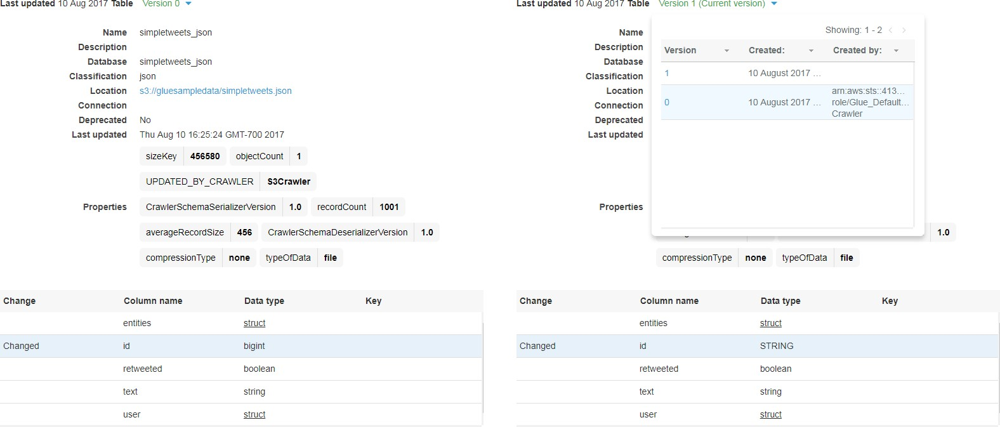 Last updated 10 Aug 2017 Table Version 0
Name simpletweets_json
Description
Database simpletweets_json
Classification json
Location s3://gluesampledata/simpletweets.json
Connection
Deprecated No
Last updated Thu Aug 10 16:25:24 GMT-700 2017
sizeKey 456580 objectCount 1
UPDATED_BY_CRAWLER S3Crawler
Properties CrawlerSchemaSerializerVersion 1.0 recordCount 1001
averageRecordSize 456 CrawlerSchemaDeserializerVersion 1.0
compressionType none typeOfData file
Change Column name Data type Key
entities struct
Changed id bigint
retweeted boolean
text string
user struct
Last updated 10 Aug 2017 Table Version 1 (Current version)
Name
Description
Database
Classification
Location
Connection
Deprecated
Last updated
Properties
Showing: 1 - 2
Version Created: Created by:
1 10 August 2017 ...
0 10 August 2017 ... arn:aws:sts::413...
role/Glue_Default...
Crawler
1.0
compressionType none typeOfData file
Change Column name Data type Key
entities struct
Changed id STRING
retweeted boolean
text string
user struct